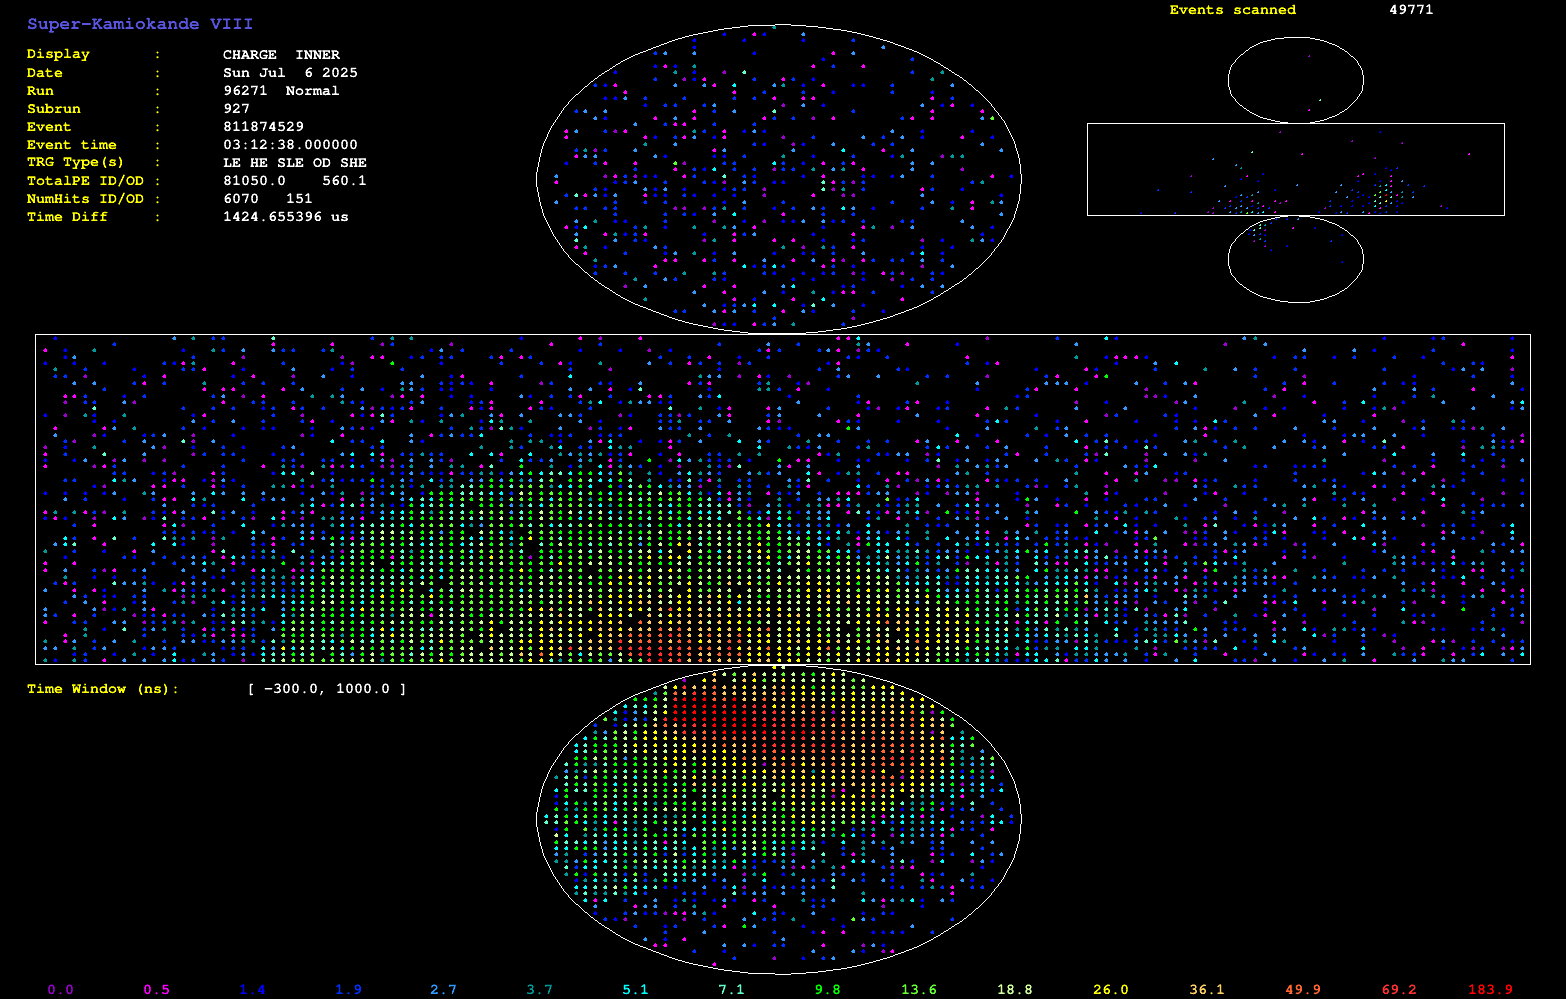 Super-Kamiokande VIII
Events scanned 49771
Display : CHARGE INNER
Date : Sun Jul 6 2025
Run : 96271 Normal
Subrun : 927
Event : 811874529
Event time : 03:12:38.000000
TRG Type(s) : LE HE SLE OD SHE
TotalPE ID/OD : 81050.0 560.1
NumHits ID/OD : 6070 151
Time Diff : 1424.655396 us
Time Window (ns): [ -300.0, 1000.0 ]
0.0 0.5 1.4 1.9 2.7 3.7 5.1 7.1 9.8 13.6 18.8 26.0 36.1 49.9 69.2 183.9